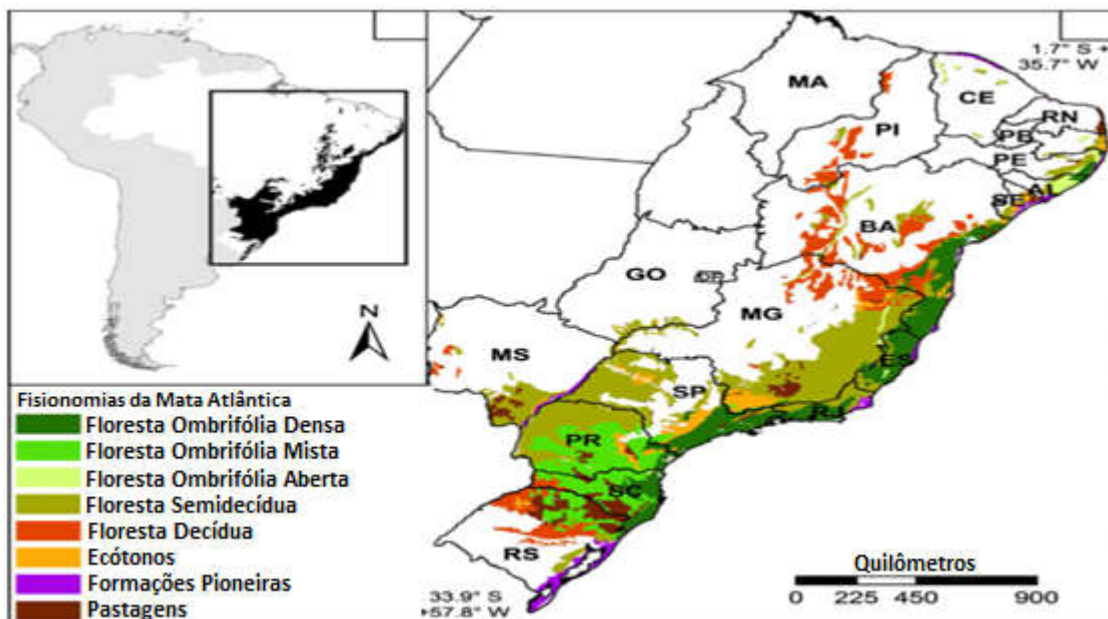 N
Fisionomias da Mata Atlântica
Floresta Ombrifólia Densa
Floresta Ombrifólia Mista
Floresta Ombrifólia Aberta
Floresta Semidecídua
Floresta Decídua
Ecótonos
Formações Pioneiras
Pastagens
1.7° S +
35.7° W
MA
CE
RN
PI
PB
PE
AL
SE
BA
GO
DF
MG
MS
ES
SP
RJ
PR
SC
RS
33.9° S
+57.8° W
Quilômetros
0 225 450 900